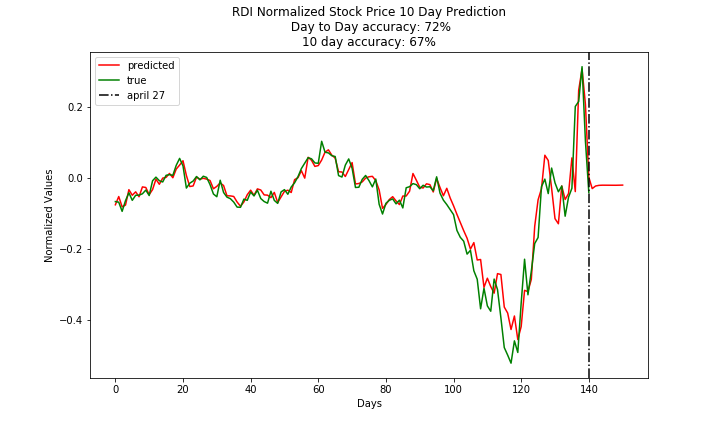 RDI Normalized Stock Price 10 Day Prediction
Day to Day accuracy: 72%
10 day accuracy: 67%
predicted
true
april 27
0.2
0.0
−0.2
−0.4
Normalized Values
0 20 40 60 80 100 120 140
Days